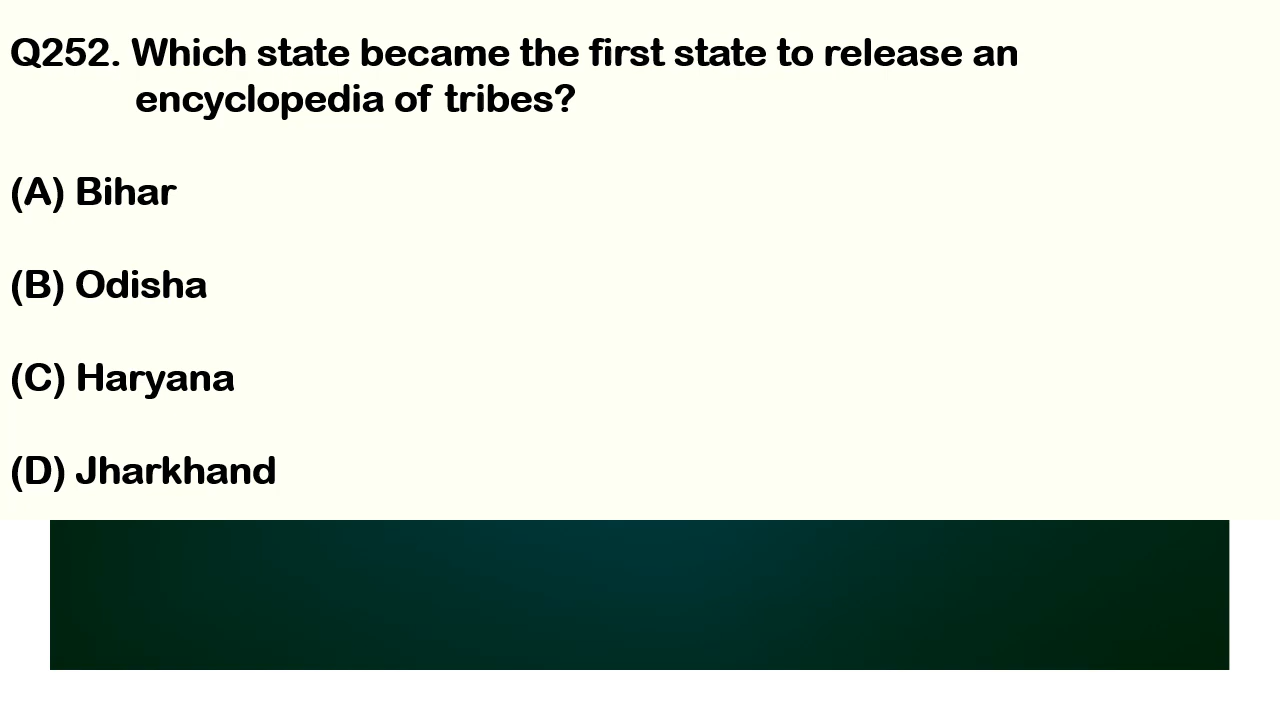 Q252. Which state became the first state to release an
encyclopedia of tribes?
(A) Bihar
(B) Odisha
(C) Haryana
(D) Jharkhand